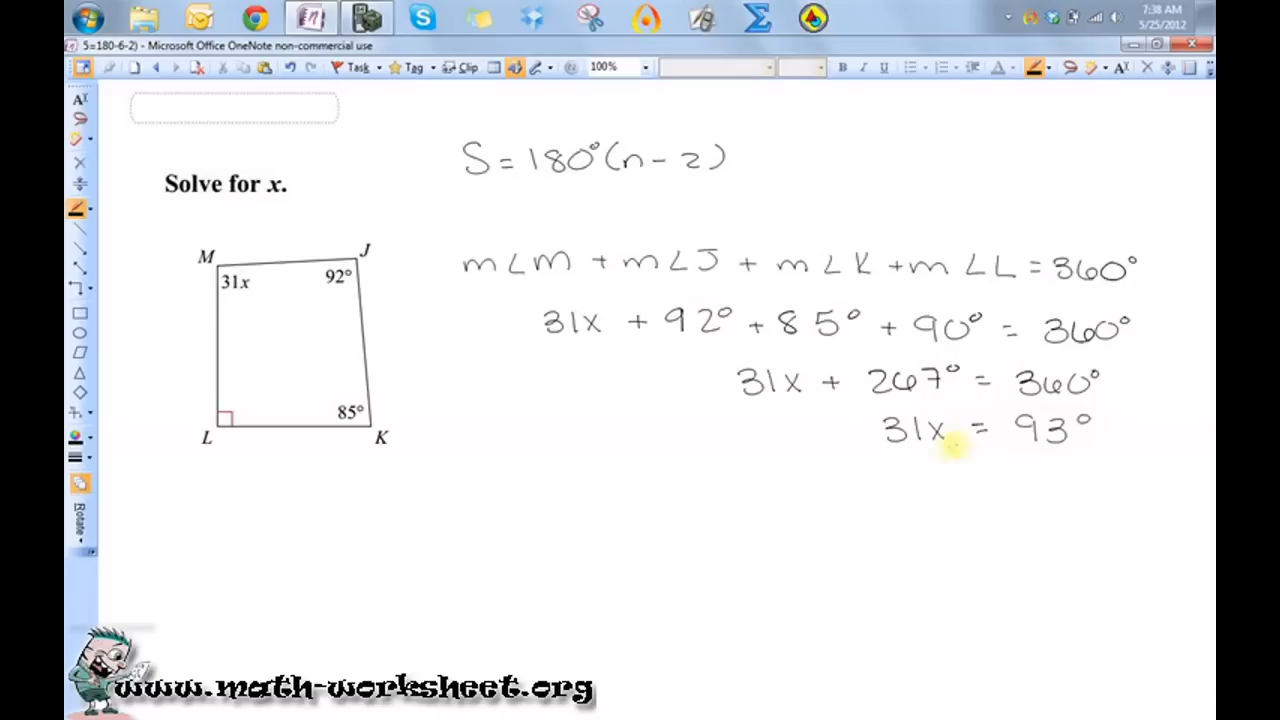 7:38 AM
5/25/2012
5=180-6-2) - Microsoft Office OneNote non-commercial use
Task Tag Clip 100% B I U
Rotate
S = 180°(n - 2)
Solve for x.
M J
31x 92°
85°
L K
m∠M + m∠J + m∠K + m∠L = 360°
31x + 92° + 85° + 90° = 360°
31x + 267° = 360°
31x = 93°
www.math-worksheet.org